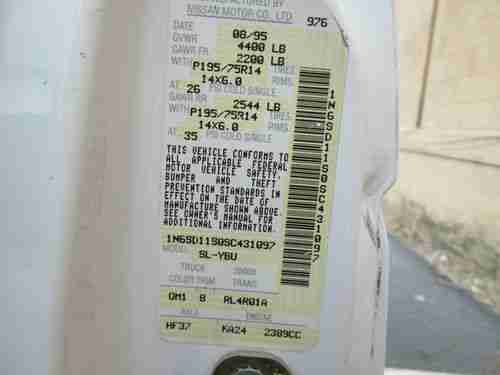 MANUFACTURED BY
NISSAN MOTOR CO., LTD 976
08/95
GVWR 4400 LB
GAWR FR 2200 LB
WITH P195/75R14 TIRES
14X6.0 RIMS
AT 26 PSI COLD SINGLE
GAWR RR 2544 LB
WITH P195/75R14 TIRES
14X6.0 RIMS
AT 35 PSI COLD SINGLE
THIS VEHICLE CONFORMS TO
ALL APPLICABLE FEDERAL
MOTOR VEHICLE SAFETY,
BUMPER AND THEFT
PREVENTION STANDARDS IN
EFFECT ON THE DATE OF
MANUFACTURE SHOWN ABOVE.
SEE OWNER'S MANUAL FOR
ADDITIONAL INFORMATION.
1N6SD11S0SC431097
MODEL SL-YBU
TRUCK
COLOR TRIM TRANS
QM1 B RL4R01A
ENGINE
HF37 KA24 2389CC
1N6SD11S0SC431097